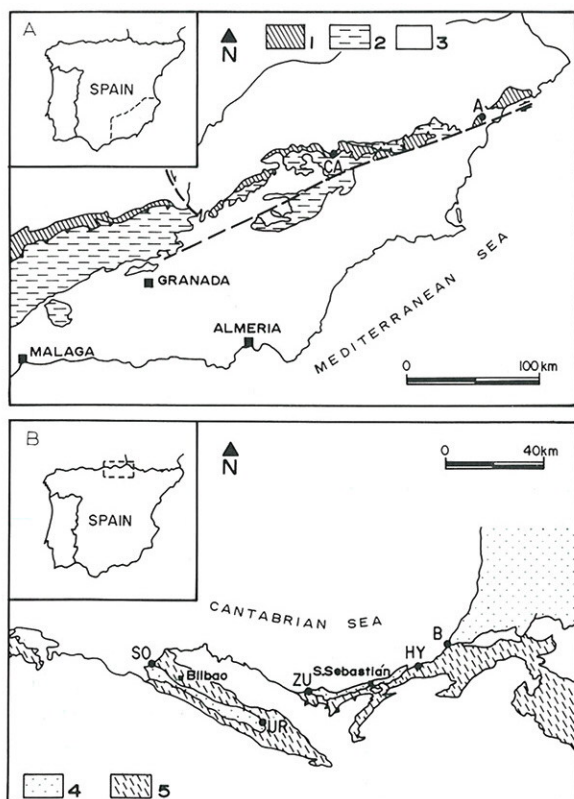 A
SPAIN
N
1
2
3
A
CA
GRANADA
ALMERIA
MALAGA
MEDITERRANEAN SEA
0 100 km
B
SPAIN
N
0 40km
CANTABRIAN SEA
SO
Bilbao
ZU
S.Sebastián
HY
B
UR
4
5